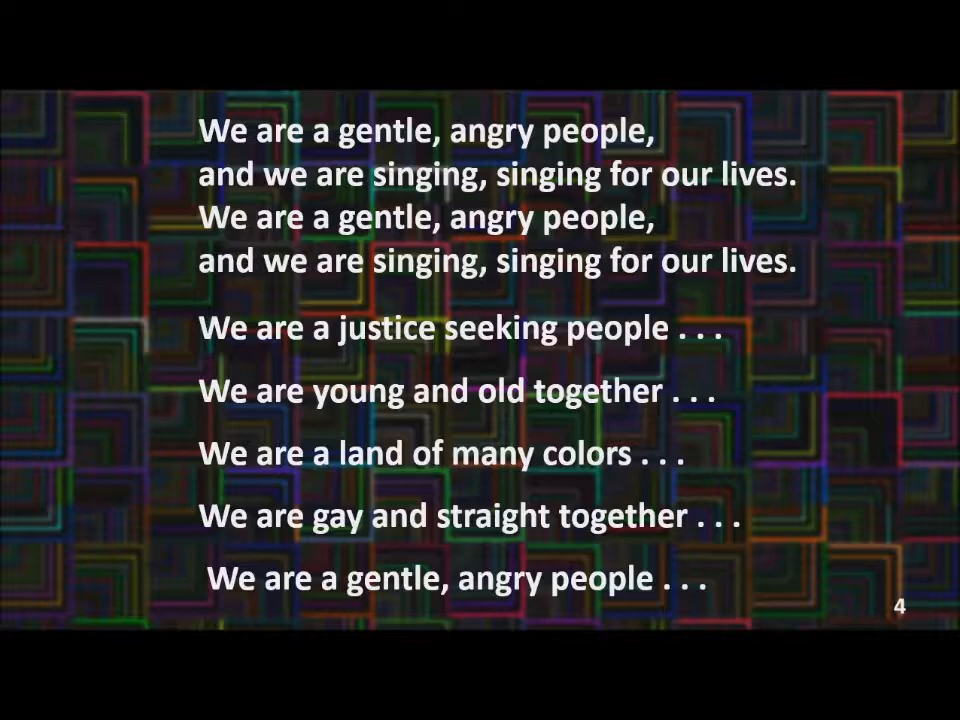 We are a gentle, angry people,
and we are singing, singing for our lives.
We are a gentle, angry people,
and we are singing, singing for our lives.
We are a justice seeking people . . .
We are young and old together . . .
We are a land of many colors . . .
We are gay and straight together . . .
We are a gentle, angry people . . .
4